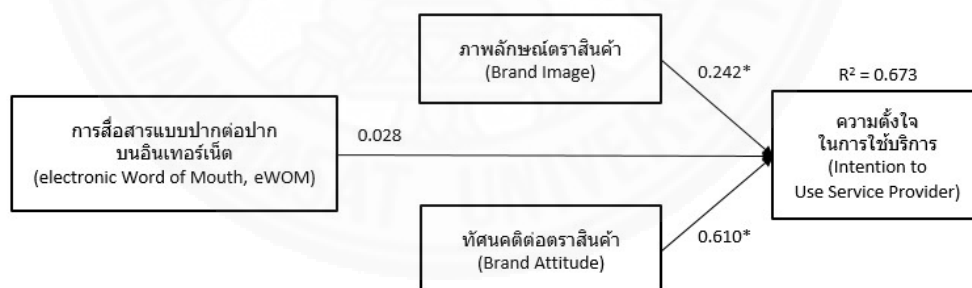 ภาพลักษณ์ตราสินค้า
(Brand Image)
0.242*
R² = 0.673
การสื่อสารแบบปากต่อปาก
บนอินเทอร์เน็ต
(electronic Word of Mouth, eWOM)
0.028
ความตั้งใจ
ในการใช้บริการ
(Intention to
Use Service Provider)
ทัศนคติต่อตราสินค้า
(Brand Attitude)
0.610*